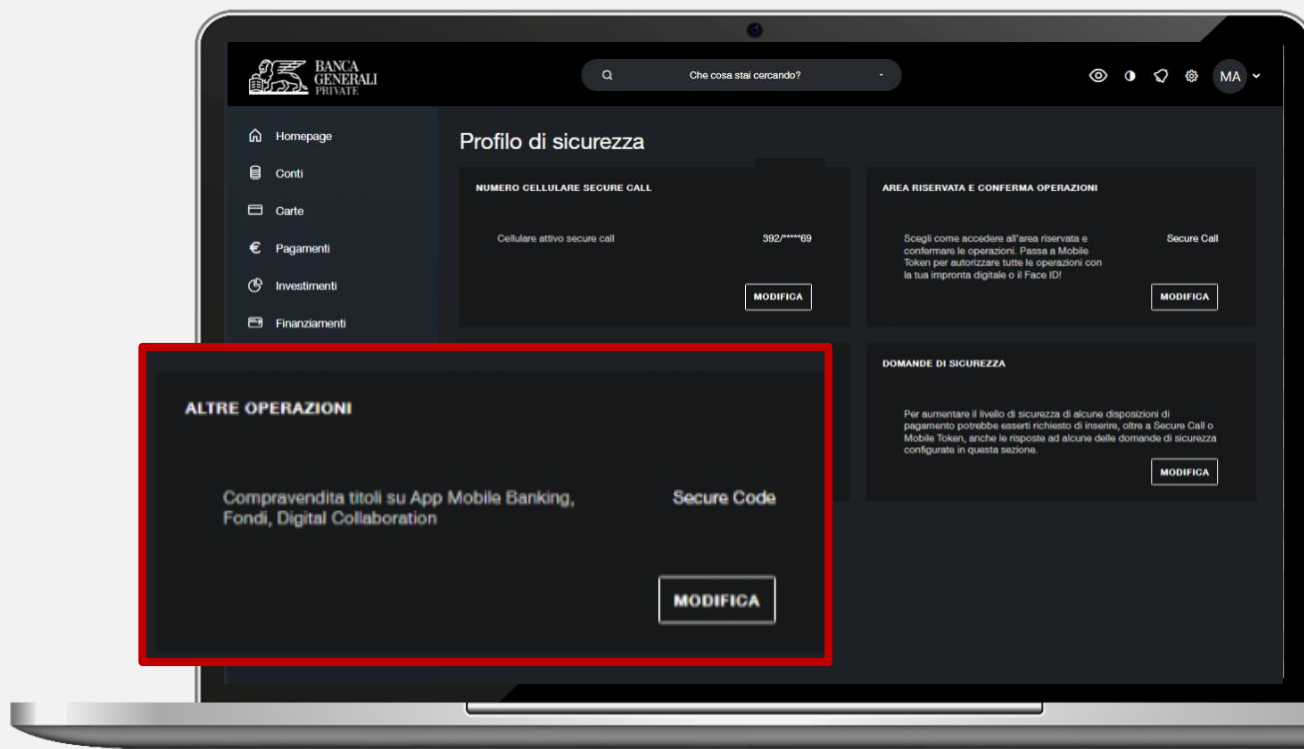 BANCA
GENERALI
PRIVATE
Che cosa stai cercando?
MA
Homepage
Conti
Carte
Pagamenti
Investimenti
Finanziamenti
Profilo di sicurezza
NUMERO CELLULARE SECURE CALL
Cellulare attivo secure call
392/*****69
MODIFICA
AREA RISERVATA E CONFERMA OPERAZIONI
Scegli come accedere all'area riservata e
confermare le operazioni. Passa a Mobile
Token per autorizzare tutte le operazioni con
la tua impronta digitale o il Face ID!
Secure Call
MODIFICA
ALTRE OPERAZIONI
Compravendita titoli su App Mobile Banking,
Fondi, Digital Collaboration
Secure Code
MODIFICA
DOMANDE DI SICUREZZA
Per aumentare il livello di sicurezza di alcune disposizioni di
pagamento potrebbe esserti richiesto di inserire, oltre a Secure Call o
Mobile Token, anche le risposte ad alcune delle domande di sicurezza
configurate in questa sezione.
MODIFICA